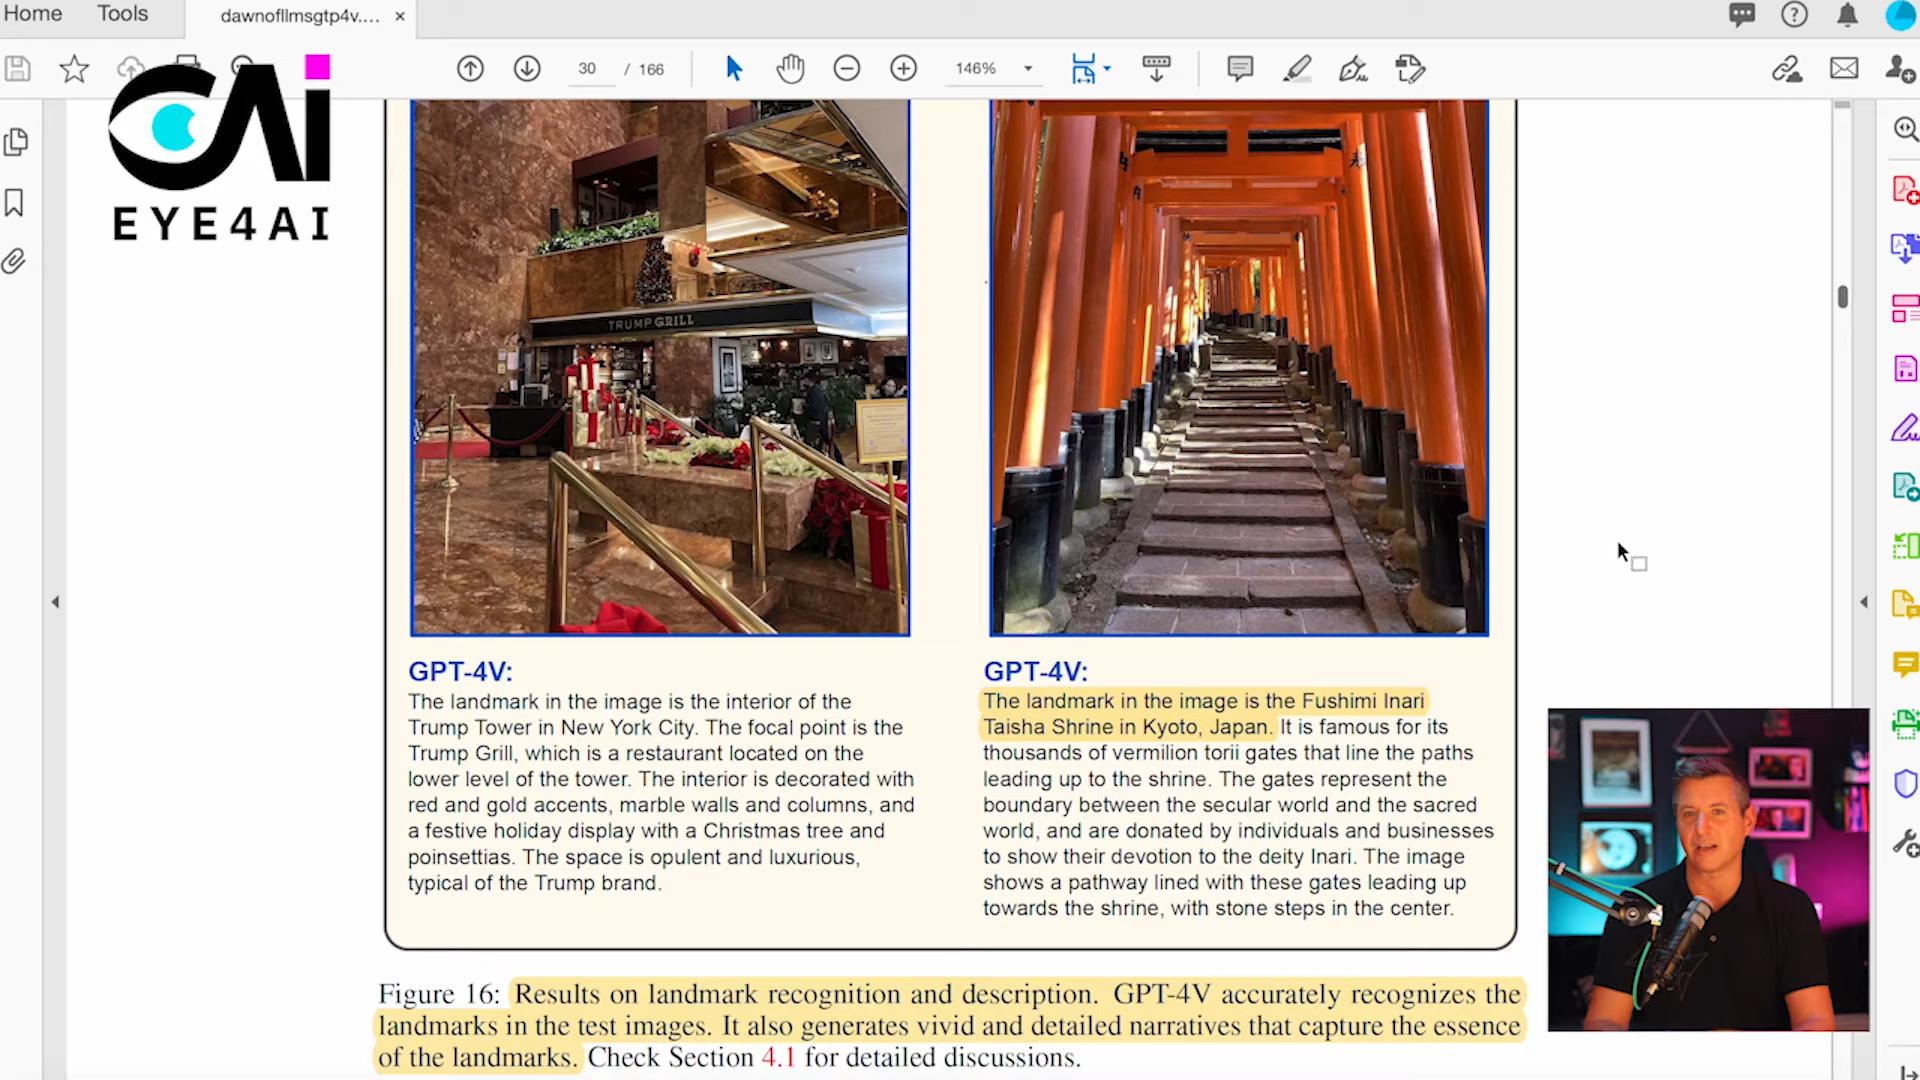 Home Tools dawnofllmsgtp4v....
30 / 166 146%
EYE4AI
TRUMP GRILL
GPT-4V:
The landmark in the image is the interior of the
Trump Tower in New York City. The focal point is the
Trump Grill, which is a restaurant located on the
lower level of the tower. The interior is decorated with
red and gold accents, marble walls and columns, and
a festive holiday display with a Christmas tree and
poinsettias. The space is opulent and luxurious,
typical of the Trump brand.
GPT-4V:
The landmark in the image is the Fushimi Inari
Taisha Shrine in Kyoto, Japan. It is famous for its
thousands of vermilion torii gates that line the paths
leading up to the shrine. The gates represent the
boundary between the secular world and the sacred
world, and are donated by individuals and businesses
to show their devotion to the deity Inari. The image
shows a pathway lined with these gates leading up
towards the shrine, with stone steps in the center.
Figure 16: Results on landmark recognition and description. GPT-4V accurately recognizes the
landmarks in the test images. It also generates vivid and detailed narratives that capture the essence
of the landmarks. Check Section 4.1 for detailed discussions.